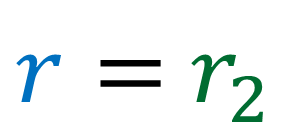 r = r₂